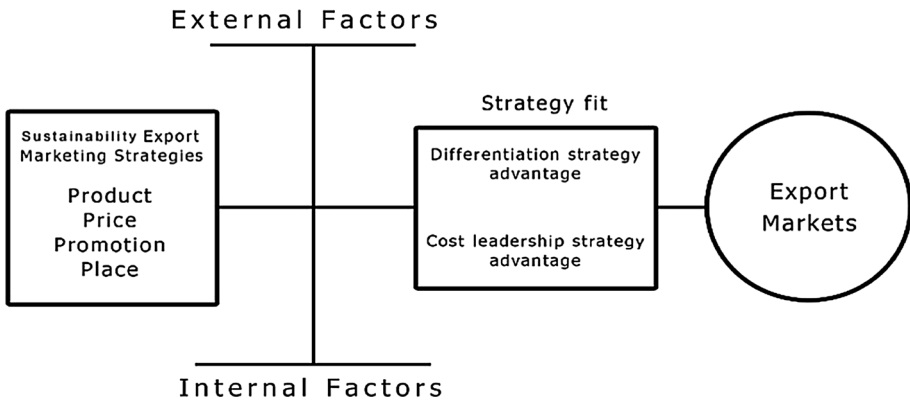 External Factors
Sustainability Export
Marketing Strategies
Product
Price
Promotion
Place
Strategy fit
Differentiation strategy
advantage
Cost leadership strategy
advantage
Export
Markets
Internal Factors